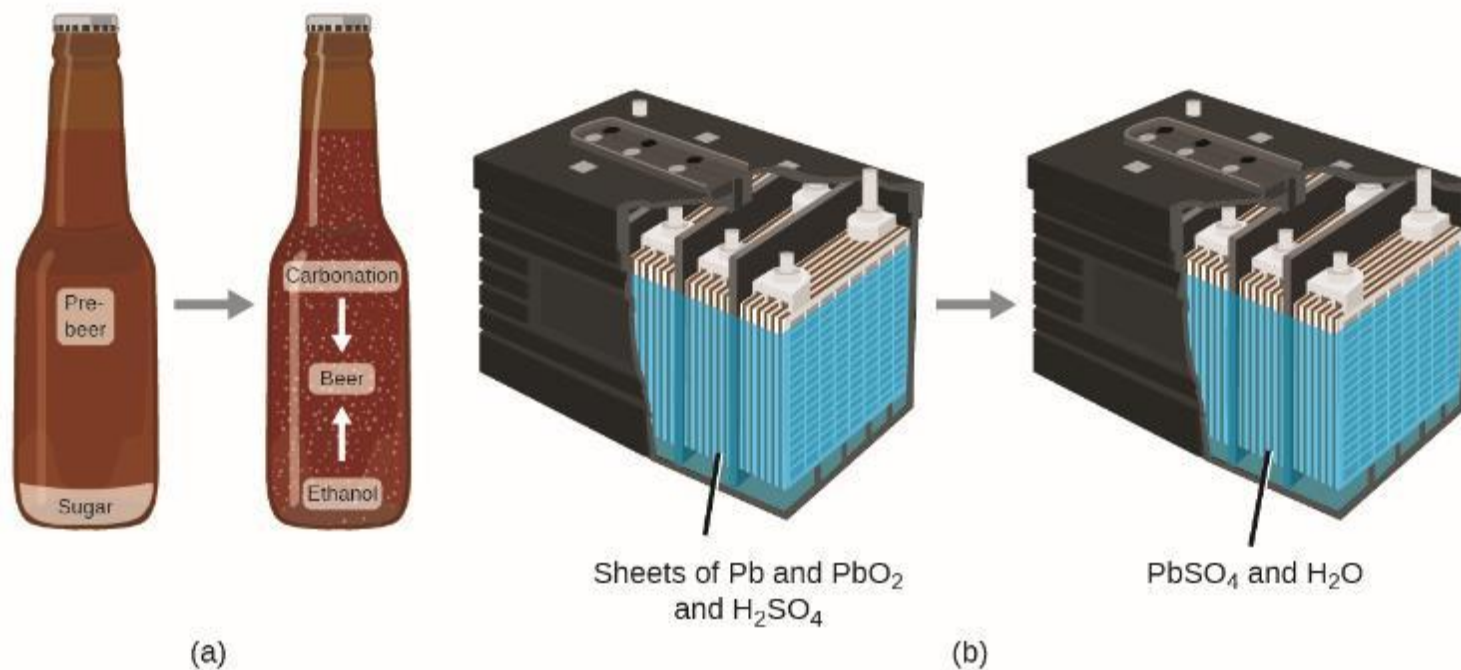 Pre-
beer
Sugar
Carbonation
Beer
Ethanol
(a)
Sheets of Pb and PbO₂
and H₂SO₄
PbSO₄ and H₂O
(b)